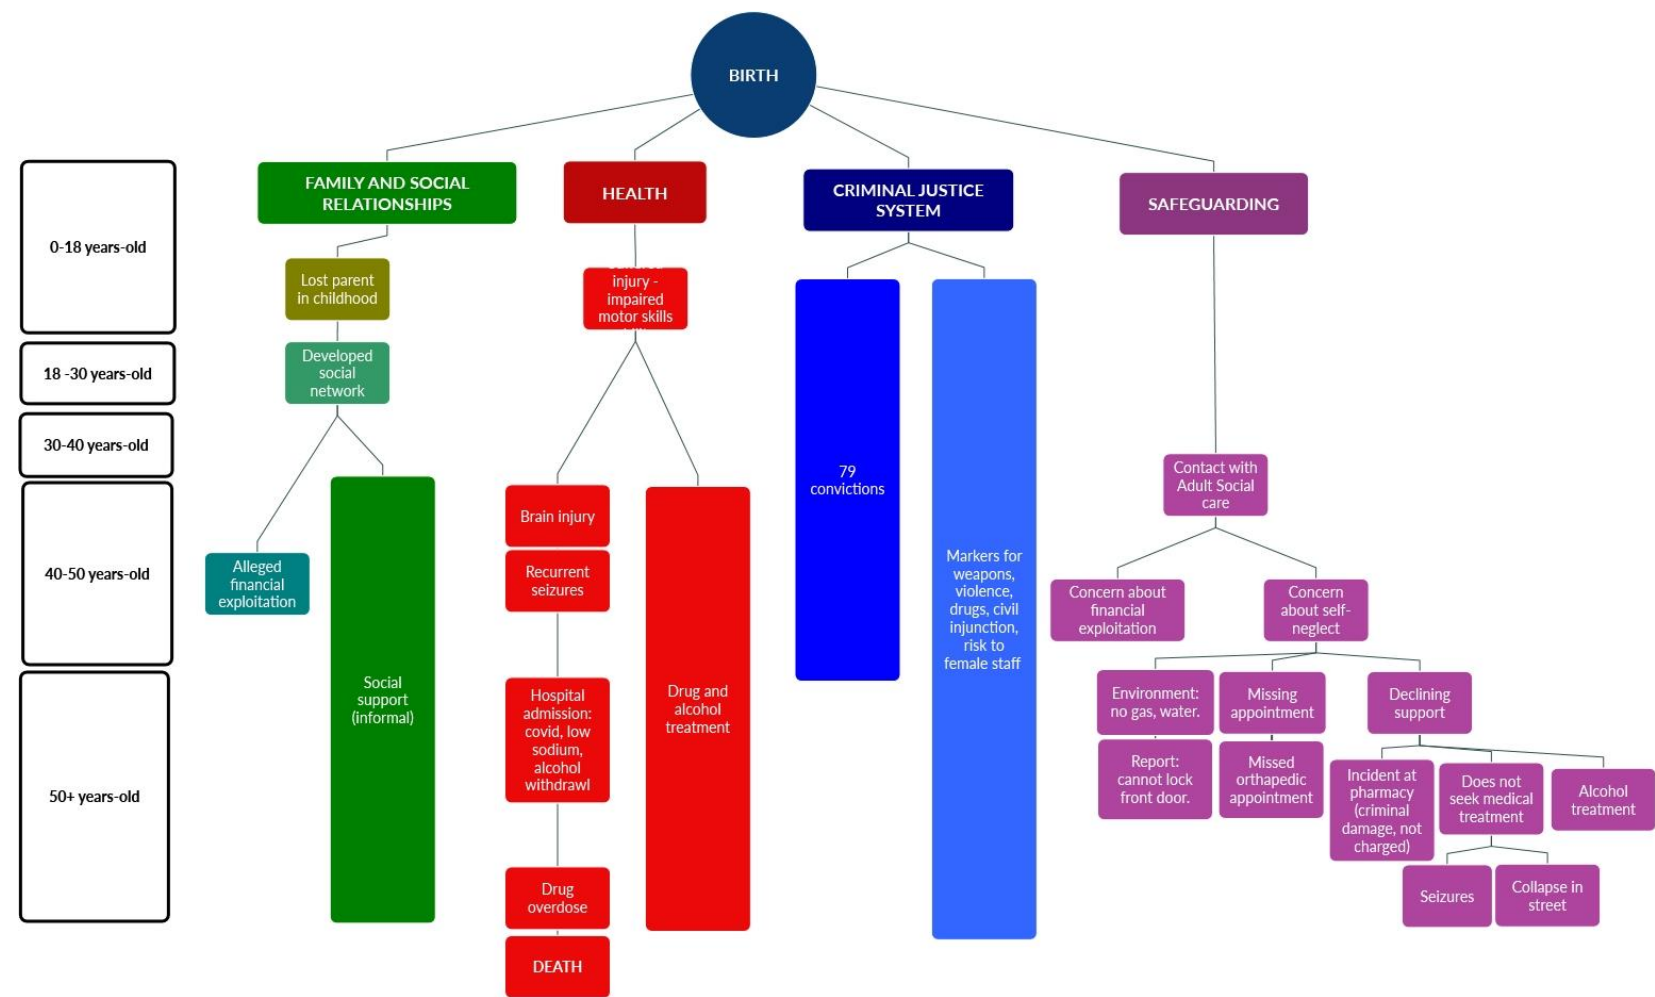 BIRTH
FAMILY AND SOCIAL
RELATIONSHIPS
HEALTH
CRIMINAL JUSTICE
SYSTEM
SAFEGUARDING
0-18 years-old
Lost parent
in childhood
injury -
impaired
motor skills
18 -30 years-old
Developed
social
network
30-40 years-old
40-50 years-old
Alleged
financial
exploitation
Social
support
(informal)
Brain injury
Recurrent
seizures
Hospital
admission:
covid, low
sodium,
alcohol
withdrawl
Drug
overdose
DEATH
Drug and
alcohol
treatment
79
convictions
Markers for
weapons,
violence,
drugs, civil
injunction,
risk to
female staff
Contact with
Adult Social
care
Concern about
financial
exploitation
Concern
about self-
neglect
50+ years-old
Environment:
no gas, water.
Missing
appointment
Declining
support
Report:
cannot lock
front door.
Missed
orthapedic
appointment
Incident at
pharmacy
(criminal
damage, not
charged)
Does not
seek medical
treatment
Alcohol
treatment
Seizures
Collapse in
street